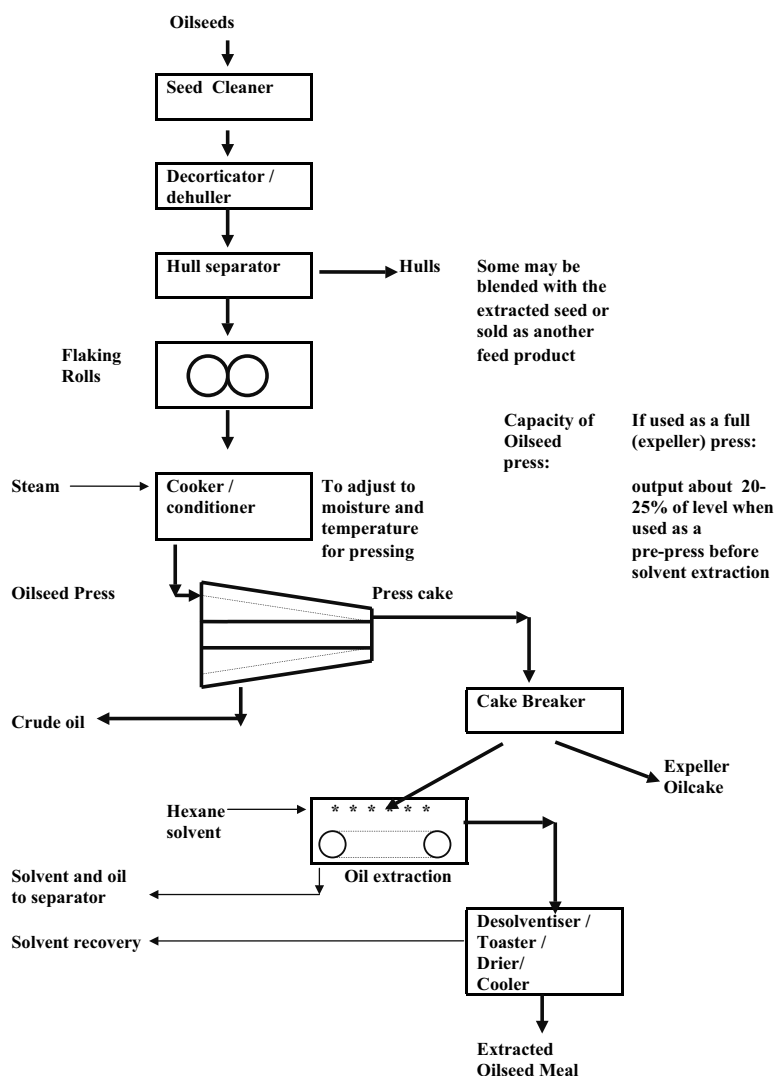 Oilseeds
Seed Cleaner
Decorticator /
dehuller
Hull separator
Hulls
Some may be
blended with the
extracted seed or
sold as another
feed product
Flaking
Rolls
Capacity of
Oilseed
press:
If used as a full
(expeller) press:
output about 20-
25% of level when
used as a
pre-press before
solvent extraction
Steam
Cooker /
conditioner
To adjust to
moisture and
temperature
for pressing
Oilseed Press
Press cake
Crude oil
Cake Breaker
Expeller
Oilcake
Hexane
solvent
* * * * * *
Oil extraction
Solvent and oil
to separator
Solvent recovery
Desolventiser /
Toaster /
Drier/
Cooler
Extracted
Oilseed Meal